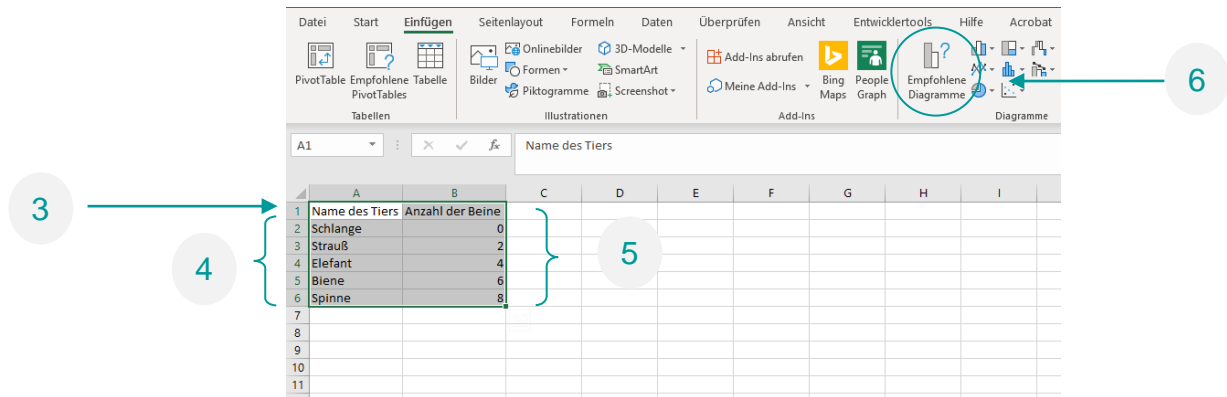 Datei Start Einfügen Seitenlayout Formeln Daten Überprüfen Ansicht Entwicklertools Hilfe Acrobat
PivotTable Empfohlene PivotTables Tabelle
Tabellen
Bilder
Onlinebilder
Formen
Piktogramme
3D-Modelle
SmartArt
Screenshot
Illustrationen
Add-Ins abrufen
Meine Add-Ins
Bing Maps
People Graph
Add-Ins
Empfohlene Diagramme
Diagramme
6
A1 fx Name des Tiers
A B C D E F G H I
3
1 Name des Tiers Anzahl der Beine
2 Schlange 0
3 Strauß 2
4 Elefant 4
5 Biene 6
6 Spinne 8
4
5
7
8
9
10
11